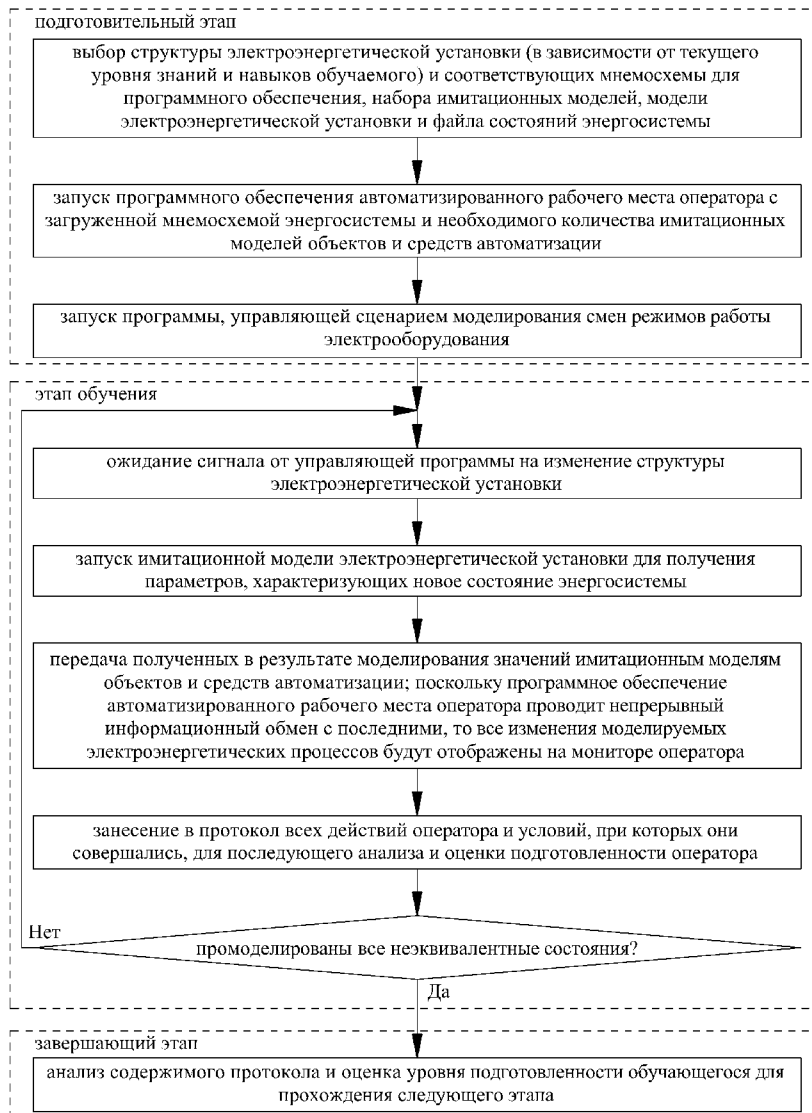 подготовительный этап
выбор структуры электроэнергетической установки (в зависимости от текущего
уровня знаний и навыков обучаемого) и соответствующих мнемосхемы для
программного обеспечения, набора имитационных моделей, модели
электроэнергетической установки и файла состояний энергосистемы
запуск программного обеспечения автоматизированного рабочего места оператора с
загруженной мнемосхемой энергосистемы и необходимого количества имитационных
моделей объектов и средств автоматизации
запуск программы, управляющей сценарием моделирования смен режимов работы
электрооборудования
этап обучения
ожидание сигнала от управляющей программы на изменение структуры
электроэнергетической установки
запуск имитационной модели электроэнергетической установки для получения
параметров, характеризующих новое состояние энергосистемы
передача полученных в результате моделирования значений имитационным моделям
объектов и средств автоматизации; поскольку программное обеспечение
автоматизированного рабочего места оператора проводит непрерывный
информационный обмен с последними, то все изменения моделируемых
электроэнергетических процессов будут отображены на мониторе оператора
занесение в протокол всех действий оператора и условий, при которых они
совершались, для последующего анализа и оценки подготовленности оператора
Нет
промоделированы все неэквивалентные состояния?
Да
завершающий этап
анализ содержимого протокола и оценка уровня подготовленности обучающегося для
прохождения следующего этапа